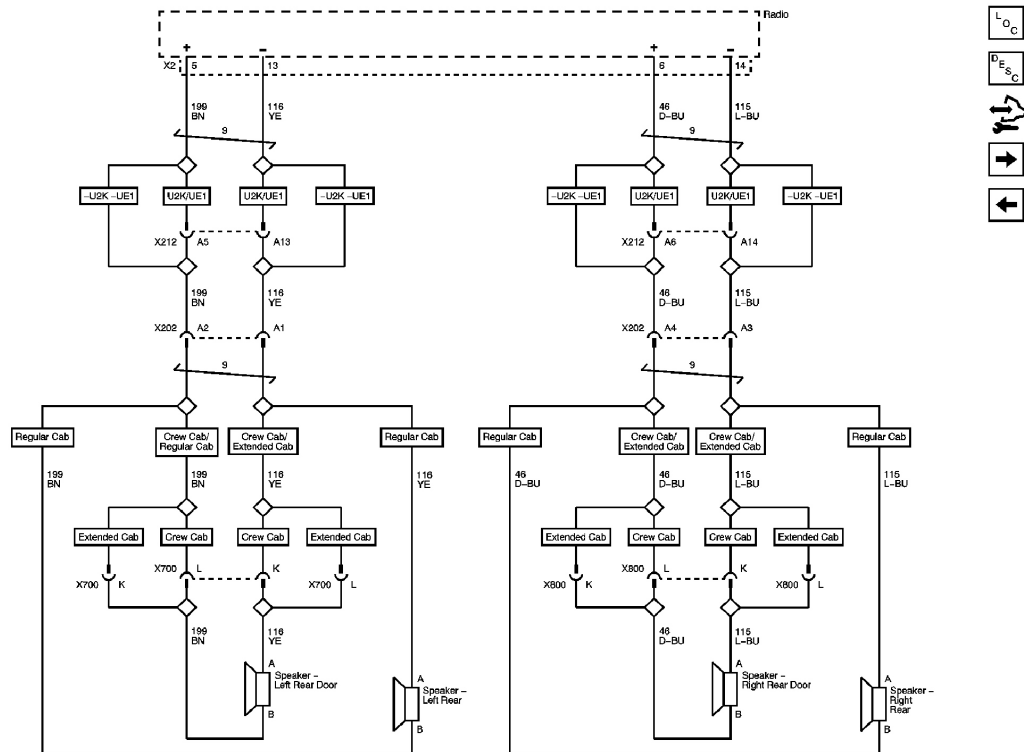 Radio
L
O
C
+
–
+
–
X2
5
13
6
14
D
E
S
C
199
BN
116
YE
46
D–BU
115
L–BU
9
9
–U2K –UE1
U2K/UE1
U2K/UE1
–U2K –UE1
–U2K –UE1
U2K/UE1
U2K/UE1
–U2K –UE1
X212
A5
A13
X212
A6
A14
199
BN
116
YE
46
D–BU
115
L–BU
X202
A2
A1
X202
A4
A3
9
9
Regular Cab
Crew Cab/
Regular Cab
Crew Cab/
Extended Cab
Regular Cab
Regular Cab
Crew Cab/
Extended Cab
Crew Cab/
Extended Cab
Regular Cab
199
BN
199
BN
116
YE
116
YE
46
D–BU
46
D–BU
115
L–BU
115
L–BU
Extended Cab
Crew Cab
Crew Cab
Extended Cab
Extended Cab
Crew Cab
Crew Cab
Extended Cab
X700
K
X700
L
K
X700
L
X800
K
X800
L
K
X800
L
199
BN
116
YE
46
D–BU
115
L–BU
A
Speaker –
Left Rear Door
B
A
Speaker –
Left Rear
B
A
Speaker –
Right Rear Door
B
A
Speaker –
Right
Rear
B